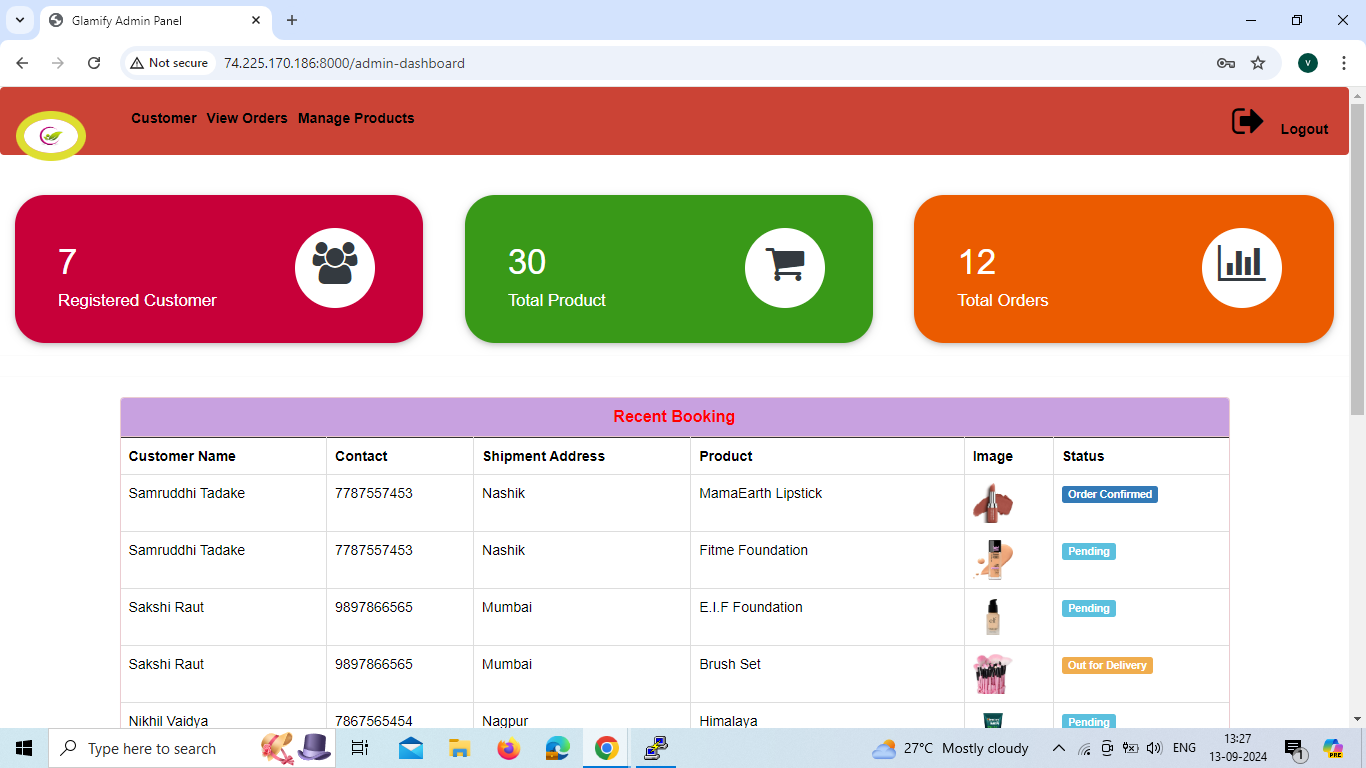 Glamify Admin Panel
Not secure 74.225.170.186:8000/admin-dashboard V
Customer View Orders Manage Products Logout
7
Registered Customer
30
Total Product
12
Total Orders
Recent Booking
Customer Name Contact Shipment Address Product Image Status
Samruddhi Tadake 7787557453 Nashik MamaEarth Lipstick Order Confirmed
Samruddhi Tadake 7787557453 Nashik Fitme Foundation Pending
Sakshi Raut 9897866565 Mumbai E.I.F Foundation Pending
Sakshi Raut 9897866565 Mumbai Brush Set Out for Delivery
Nikhil Vaidya 7867565454 Nagpur Himalaya Pending
Type here to search 27°C Mostly cloudy ENG 13:27
13-09-2024 1 PRE